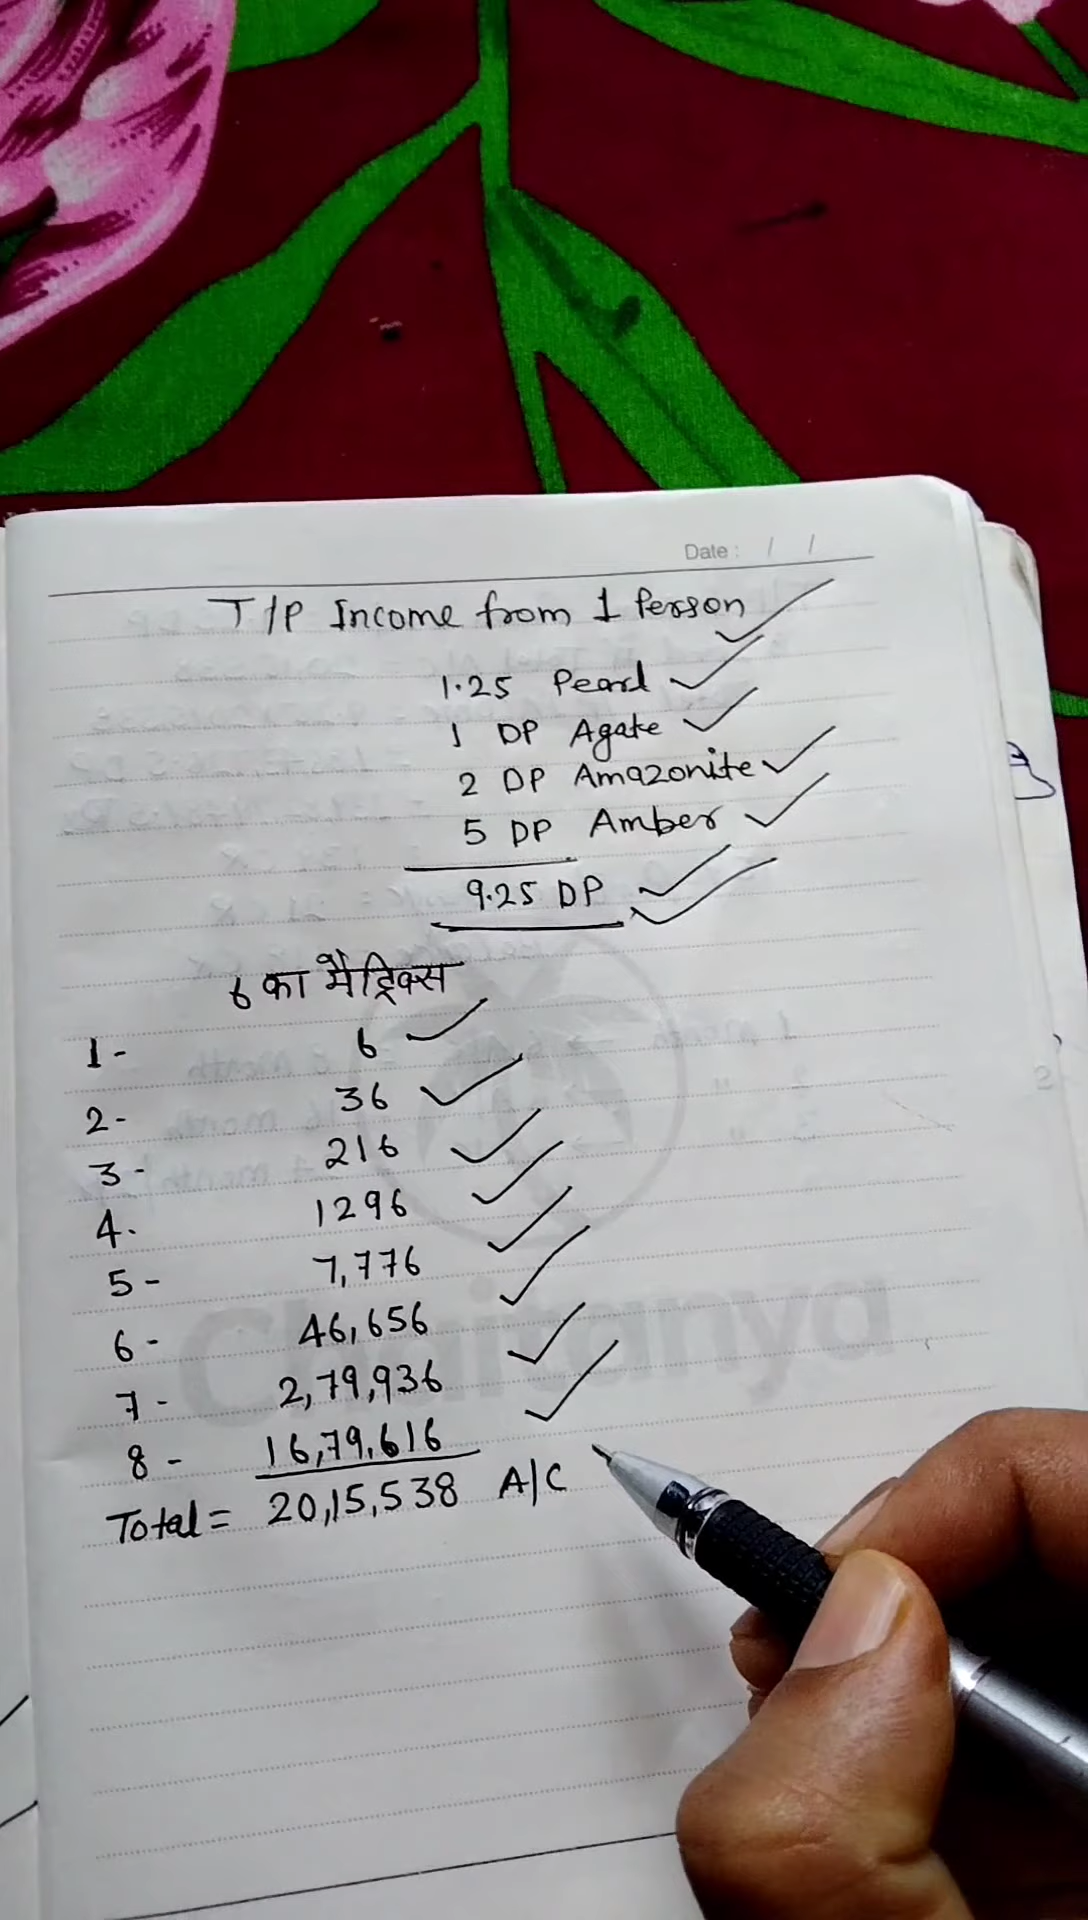 Date : / /
T/P Income from 1 Person
1.25 Pearl
1 DP Agate
2 DP Amazonite
5 DP Amber
9.25 DP
6 का मैट्रिक्स
1- 6
2- 36
3- 216
4. 1296
5- 7,776
6- 46,656
7- 2,79,936
8- 16,79,616
Total = 20,15,538 A/C
Chaitanya